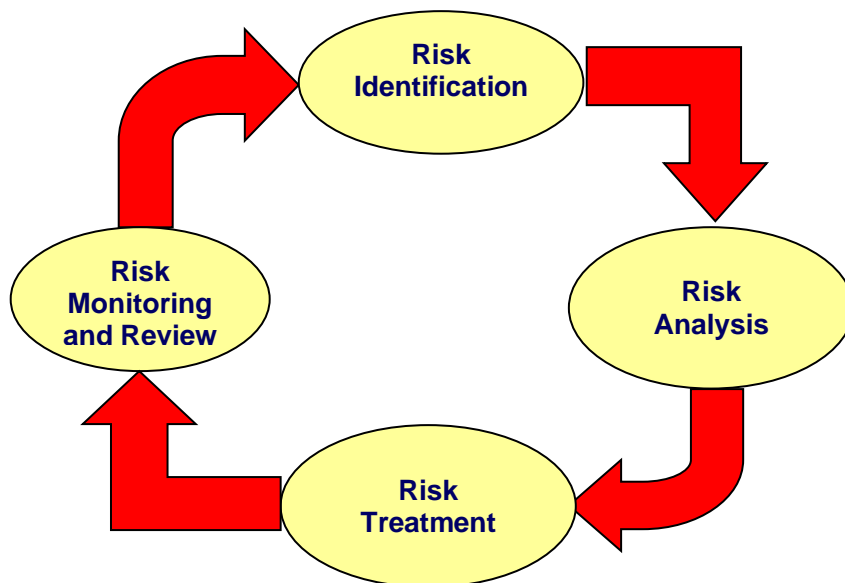 Risk
Identification
Risk
Analysis
Risk
Treatment
Risk
Monitoring
and Review